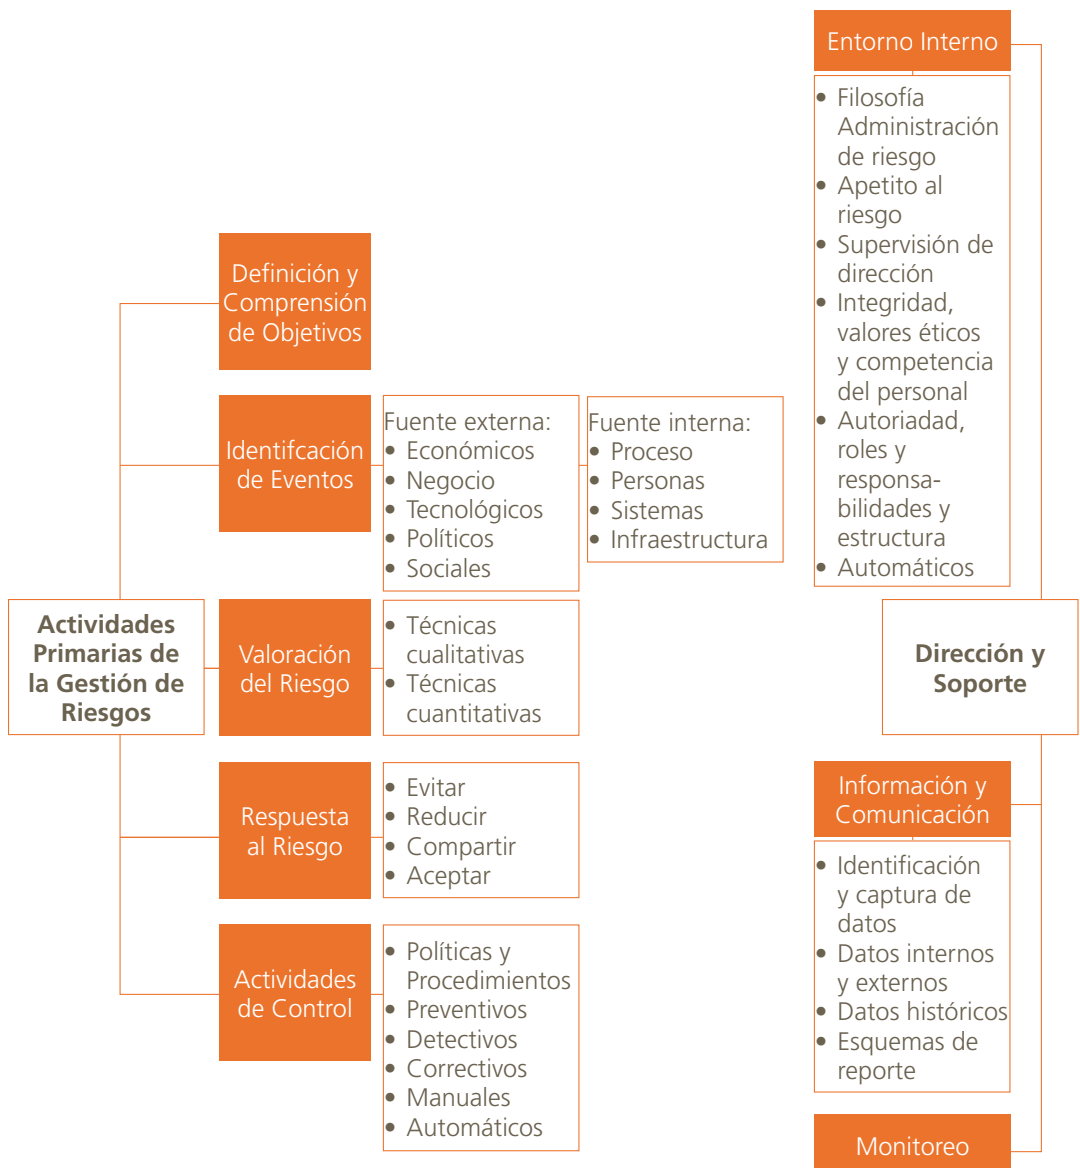 Actividades
Primarias de
la Gestión de
Riesgos
Definición y
Comprensión
de Objetivos
Identifcación
de Eventos
Fuente externa:
• Económicos
• Negocio
• Tecnológicos
• Políticos
• Sociales
Fuente interna:
• Proceso
• Personas
• Sistemas
• Infraestructura
Valoración
del Riesgo
• Técnicas
cualitativas
• Técnicas
cuantitativas
Respuesta
al Riesgo
• Evitar
• Reducir
• Compartir
• Aceptar
Actividades
de Control
• Políticas y
Procedimientos
• Preventivos
• Detectivos
• Correctivos
• Manuales
• Automáticos
Entorno Interno
• Filosofía
Administración
de riesgo
• Apetito al
riesgo
• Supervisión de
dirección
• Integridad,
valores éticos
y competencia
del personal
• Autoriadad,
roles y
responsa-
bilidades y
estructura
• Automáticos
Dirección y
Soporte
Información y
Comunicación
• Identificación
y captura de
datos
• Datos internos
y externos
• Datos históricos
• Esquemas de
reporte
Monitoreo